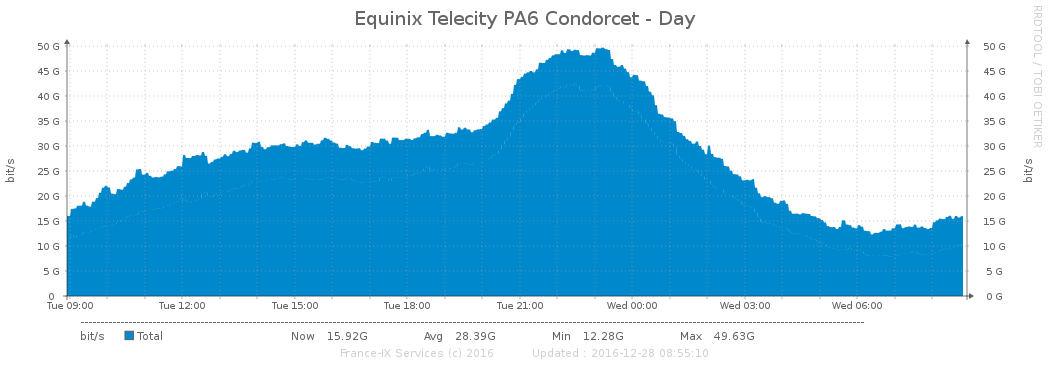 Equinix Telecity PA6 Condorcet - Day
RRDTOOL / TOBI OETIKER
50 G 50 G
45 G 45 G
40 G 40 G
35 G 35 G
30 G 30 G
25 G 25 G
20 G 20 G
15 G 15 G
10 G 10 G
5 G 5 G
0 0 G
bit/s bit/s
Tue 09:00 Tue 12:00 Tue 15:00 Tue 18:00 Tue 21:00 Wed 00:00 Wed 03:00 Wed 06:00
bit/s Total Now 15.92G Avg 28.39G Min 12.28G Max 49.63G
France-IX Services (c) 2016 Updated : 2016-12-28 08:55:10